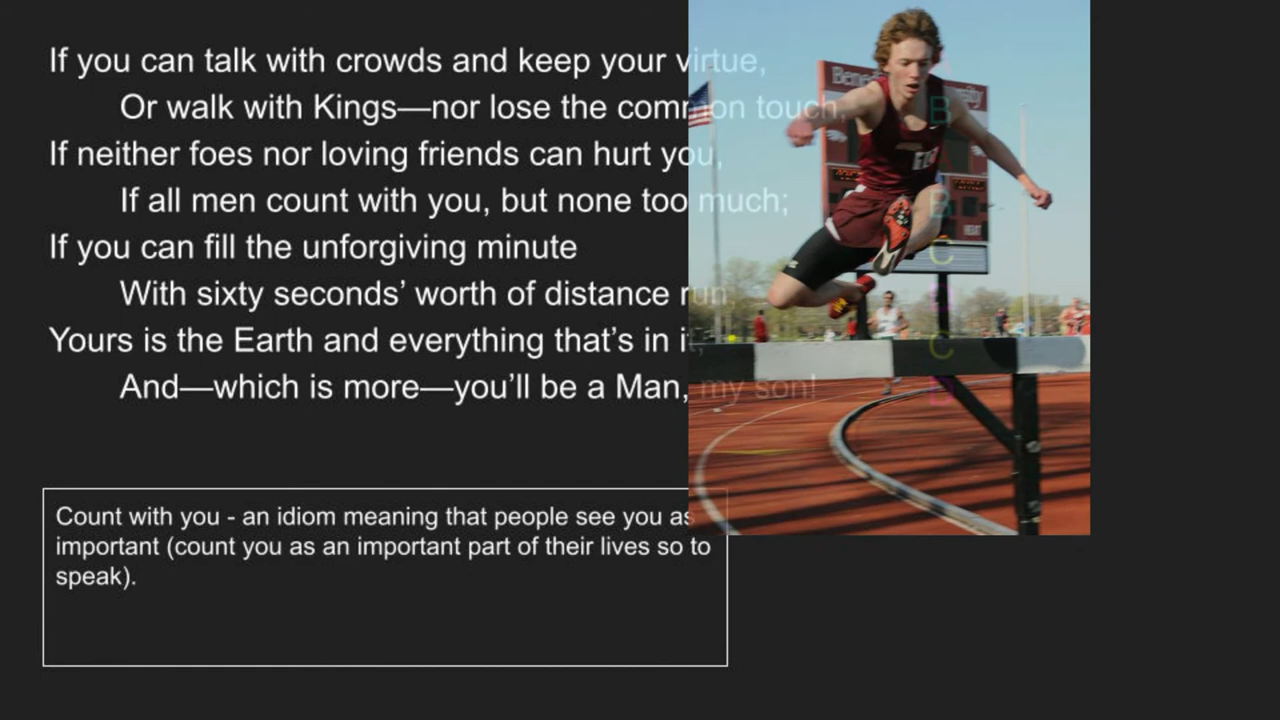 If you can talk with crowds and keep your virtue,
Or walk with Kings—nor lose the common touch,
If neither foes nor loving friends can hurt you,
If all men count with you, but none too much;
If you can fill the unforgiving minute
With sixty seconds’ worth of distance run,
Yours is the Earth and everything that’s in it,
And—which is more—you’ll be a Man, my son!
B
B
C
D
C
D
HEAT
Count with you - an idiom meaning that people see you as
important (count you as an important part of their lives so to
speak).